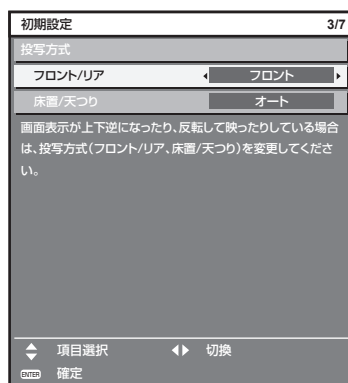 初期設定 3/7
投写方式
フロント/リア フロント
床置/天つり オート
画面表示が上下逆になったり、反転して映ったりしている場合
は、投写方式(フロント/リア、床置/天つり)を変更してくださ
い。
項目選択 切換
ENTER 確定